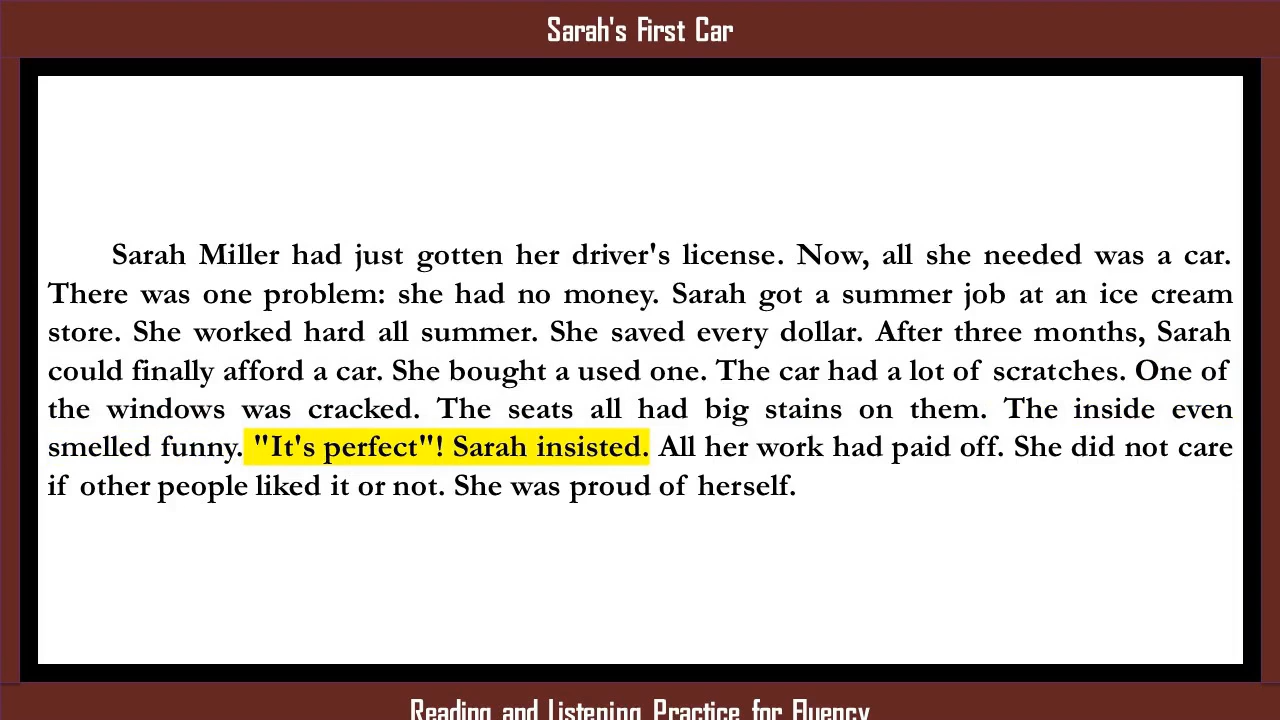 Sarah's First Car
Sarah Miller had just gotten her driver's license. Now, all she needed was a car.
There was one problem: she had no money. Sarah got a summer job at an ice cream
store. She worked hard all summer. She saved every dollar. After three months, Sarah
could finally afford a car. She bought a used one. The car had a lot of scratches. One of
the windows was cracked. The seats all had big stains on them. The inside even
smelled funny. "It's perfect"! Sarah insisted. All her work had paid off. She did not care
if other people liked it or not. She was proud of herself.
Reading and Listening Practice for Fluency